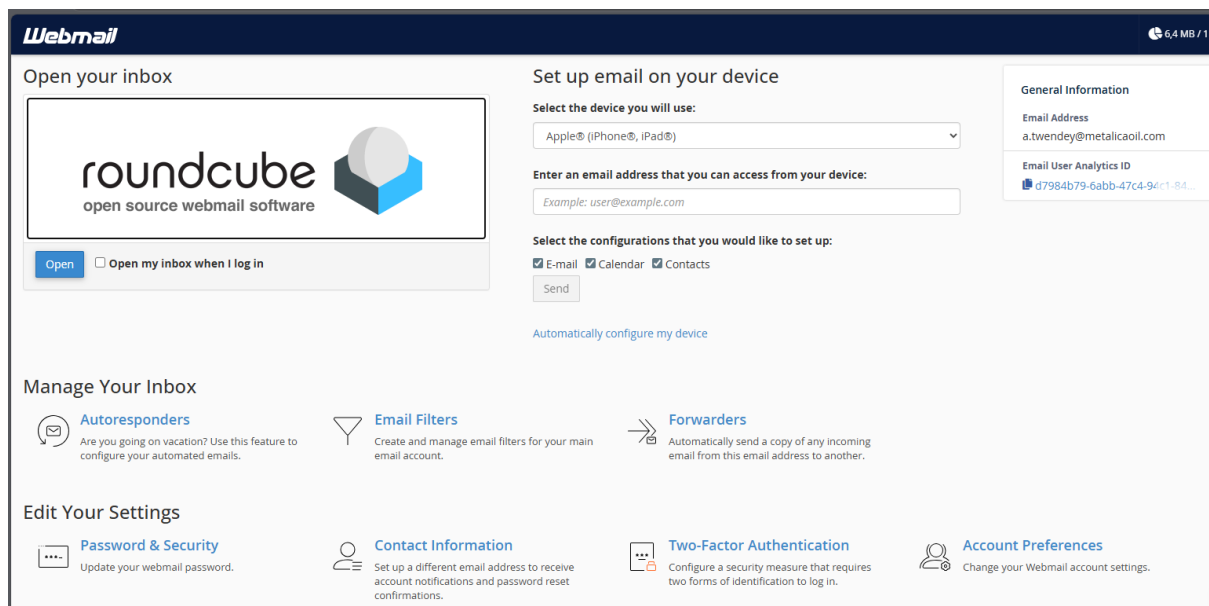 Webmail
6,4 MB / 1
Open your inbox
roundcube
open source webmail software
Open
Open my inbox when I log in
Set up email on your device
Select the device you will use:
Apple® (iPhone®, iPad®)
Enter an email address that you can access from your device:
Example: user@example.com
Select the configurations that you would like to set up:
E-mail Calendar Contacts
Send
Automatically configure my device
General Information
Email Address
a.twendey@metalicaoil.com
Email User Analytics ID
d7984b79-6abb-47c4-94c1-84...
Manage Your Inbox
Autoresponders
Are you going on vacation? Use this feature to
configure your automated emails.
Email Filters
Create and manage email filters for your main
email account.
Forwarders
Automatically send a copy of any incoming
email from this email address to another.
Edit Your Settings
Password & Security
Update your webmail password.
Contact Information
Set up a different email address to receive
account notifications and password reset
confirmations.
Two-Factor Authentication
Configure a security measure that requires
two forms of identification to log in.
Account Preferences
Change your Webmail account settings.